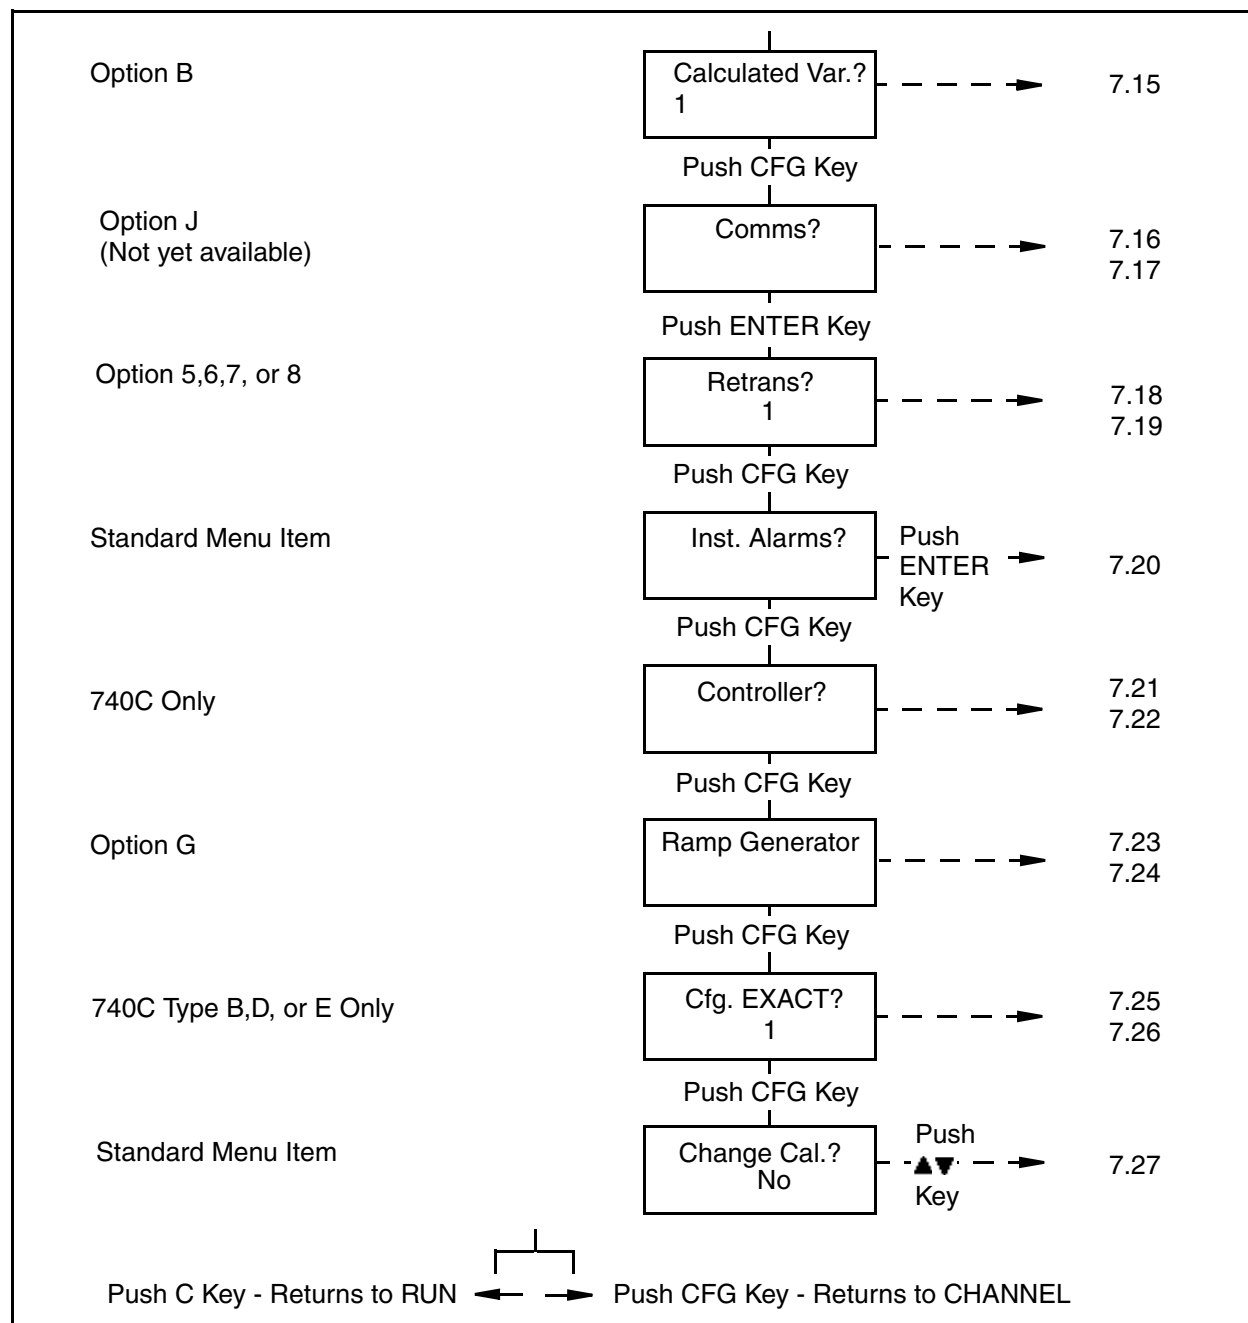 Option B
Calculated Var.?
1
7.15
Push CFG Key
Option J
(Not yet available)
Comms?
7.16
7.17
Push ENTER Key
Option 5,6,7, or 8
Retrans?
1
7.18
7.19
Push CFG Key
Standard Menu Item
Inst. Alarms?
Push
ENTER
Key
7.20
Push CFG Key
740C Only
Controller?
7.21
7.22
Push CFG Key
Option G
Ramp Generator
7.23
7.24
Push CFG Key
740C Type B,D, or E Only
Cfg. EXACT?
1
7.25
7.26
Push CFG Key
Standard Menu Item
Change Cal.?
No
Push
▲▼
Key
7.27
Push C Key - Returns to RUN
Push CFG Key - Returns to CHANNEL